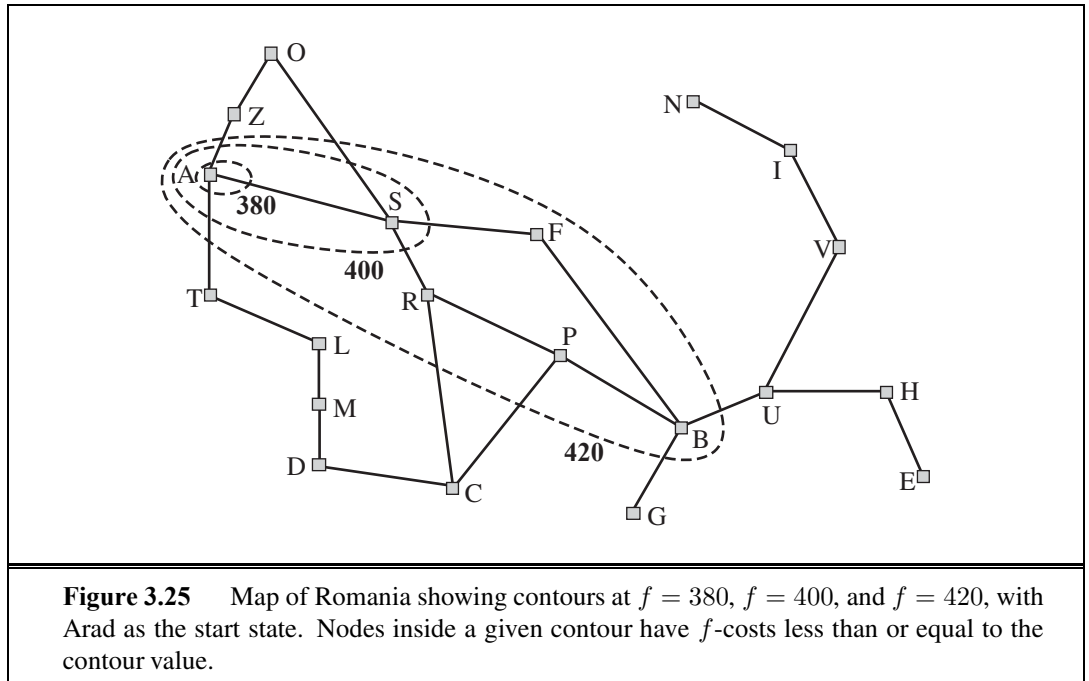 O
N
Z
I
A
S
380
F
V
400
T
R
P
L
H
M
U
B
420
D
E
C
G
Figure 3.25 Map of Romania showing contours at f = 380, f = 400, and f = 420, with
Arad as the start state. Nodes inside a given contour have f-costs less than or equal to the
contour value.